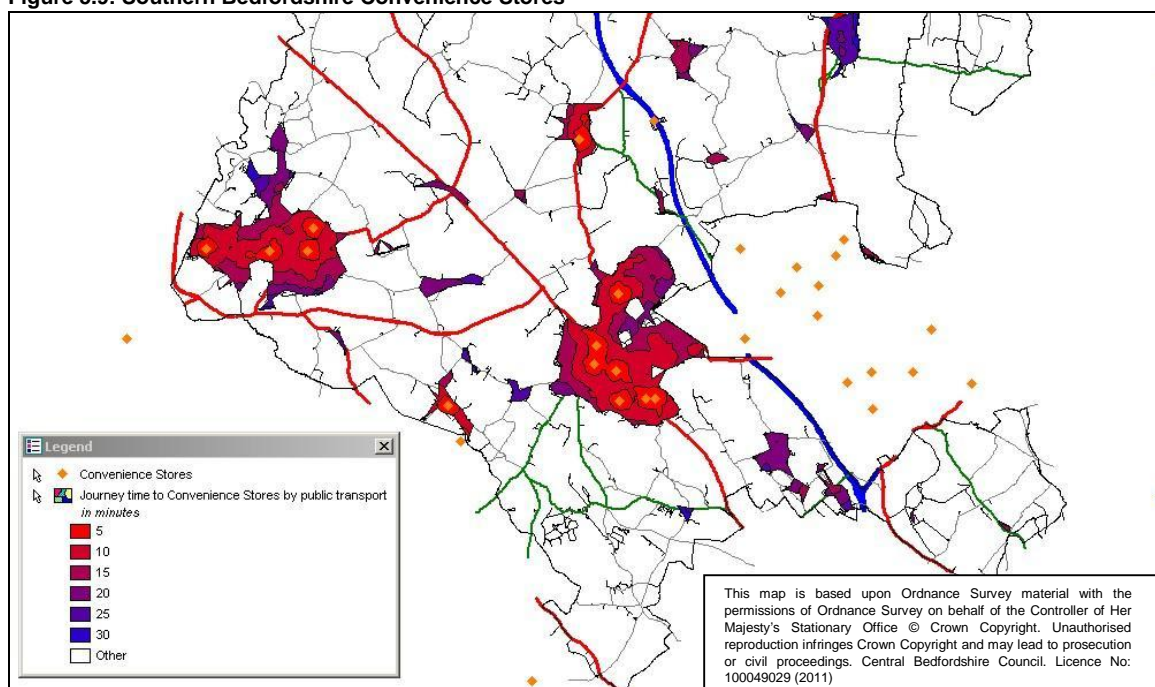 Figure 5.9: Southern Bedfordshire Convenience Stores
Legend
Convenience Stores
Journey time to Convenience Stores by public transport
in minutes
5
10
15
20
25
30
Other
This map is based upon Ordnance Survey material with the
permissions of Ordnance Survey on behalf of the Controller of Her
Majesty's Stationary Office © Crown Copyright. Unauthorised
reproduction infringes Crown Copyright and may lead to prosecution
or civil proceedings. Central Bedfordshire Council. Licence No:
100049029 (2011)